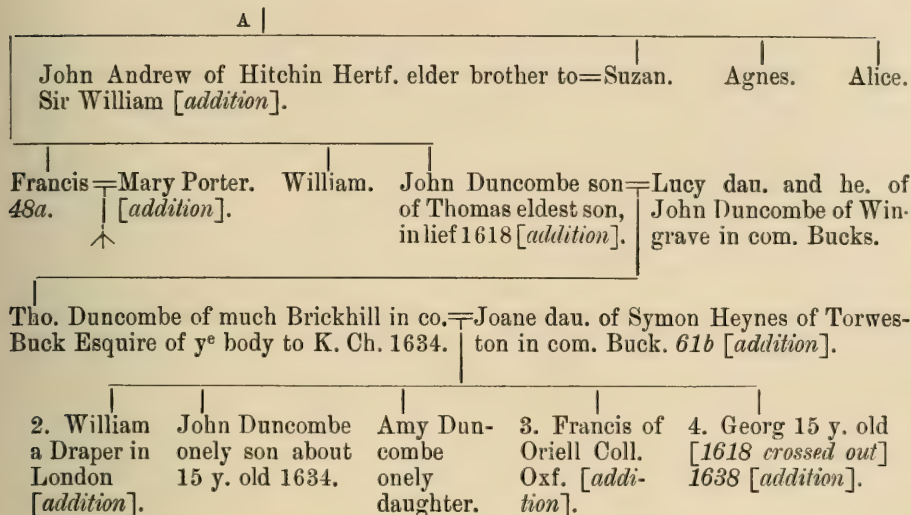 A
John Andrew of Hitchin Hertf. elder brother to=Suzan. Agnes. Alice.
Sir William [addition].
Francis=Mary Porter. William. John Duncombe son=Lucy dau. and he. of
48a. [addition]. of Thomas eldest son, John Duncombe of Win-
in lief 1618 [addition]. grave in com. Bucks.
Tho. Duncombe of much Brickhill in co.=Joane dau. of Symon Heynes of Torwes-
Buck Esquire of yᵉ body to K. Ch. 1634. ton in com. Buck. 61b [addition].
2. William John Duncombe Amy Dun- 3. Francis of 4. Georg 15 y. old
a Draper in onely son about combe Oriell Coll. [1618 crossed out]
London 15 y. old 1634. onely Oxf. [addi- 1638 [addition].
[addition]. daughter. tion].